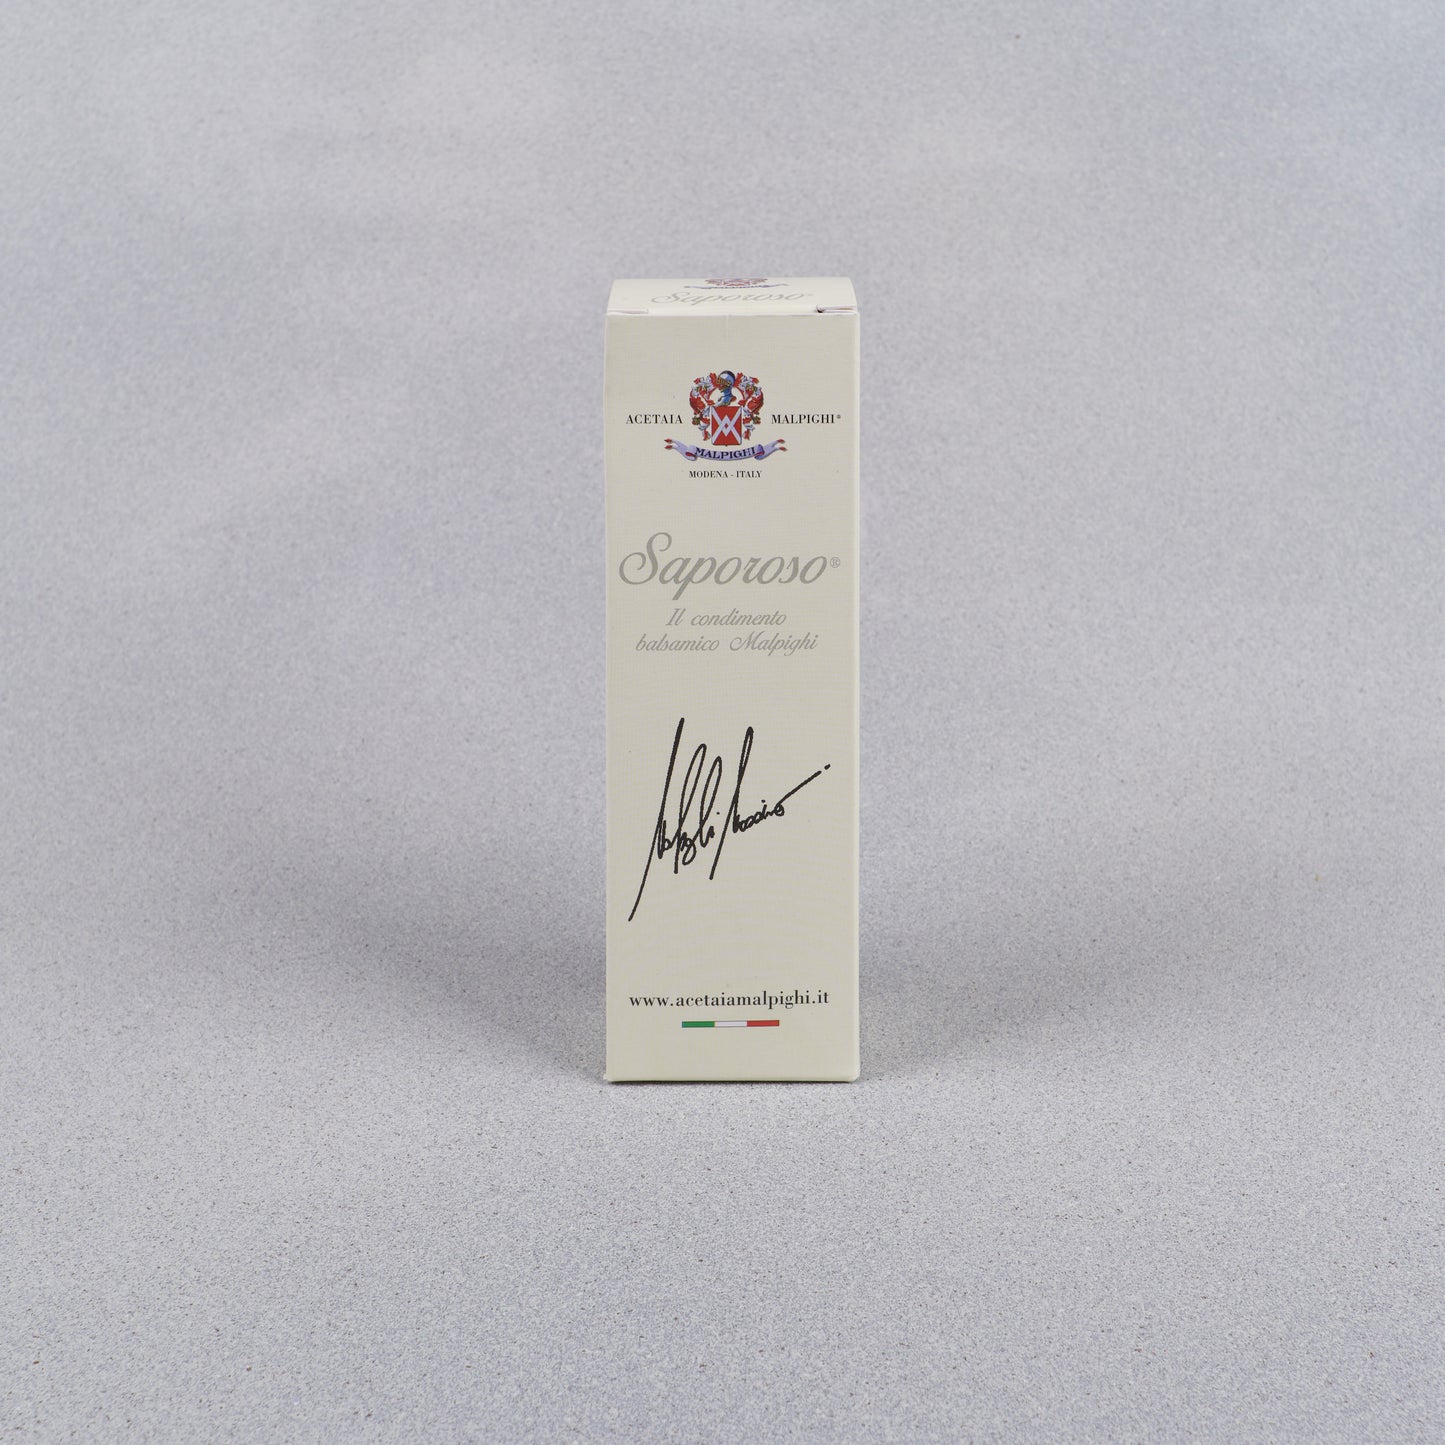 Saporoso®
ACETAIA MALPIGHI®
MALPIGHI
MODENA - ITALY
Saporoso®
Il condimento
balsamico Malpighi
www.acetaiamalpighi.it